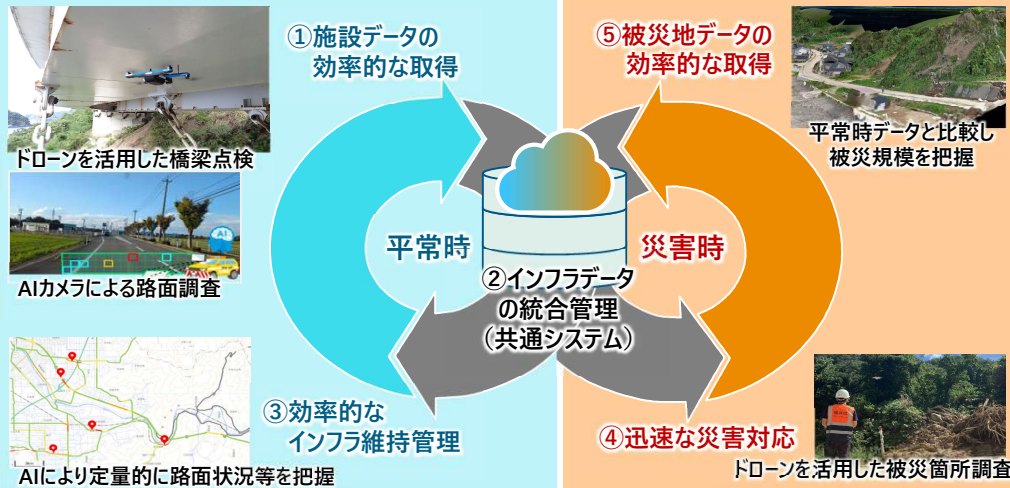 ①施設データの
効率的な取得
⑤被災地データの
効率的な取得
ドローンを活用した橋梁点検
平常時データと比較し
被災規模を把握
平常時
災害時
AI
AIカメラによる路面調査
②インフラデータ
の統合管理
（共通システム）
③効率的な
インフラ維持管理
④迅速な災害対応
AIにより定量的に路面状況等を把握
ドローンを活用した被災箇所調査